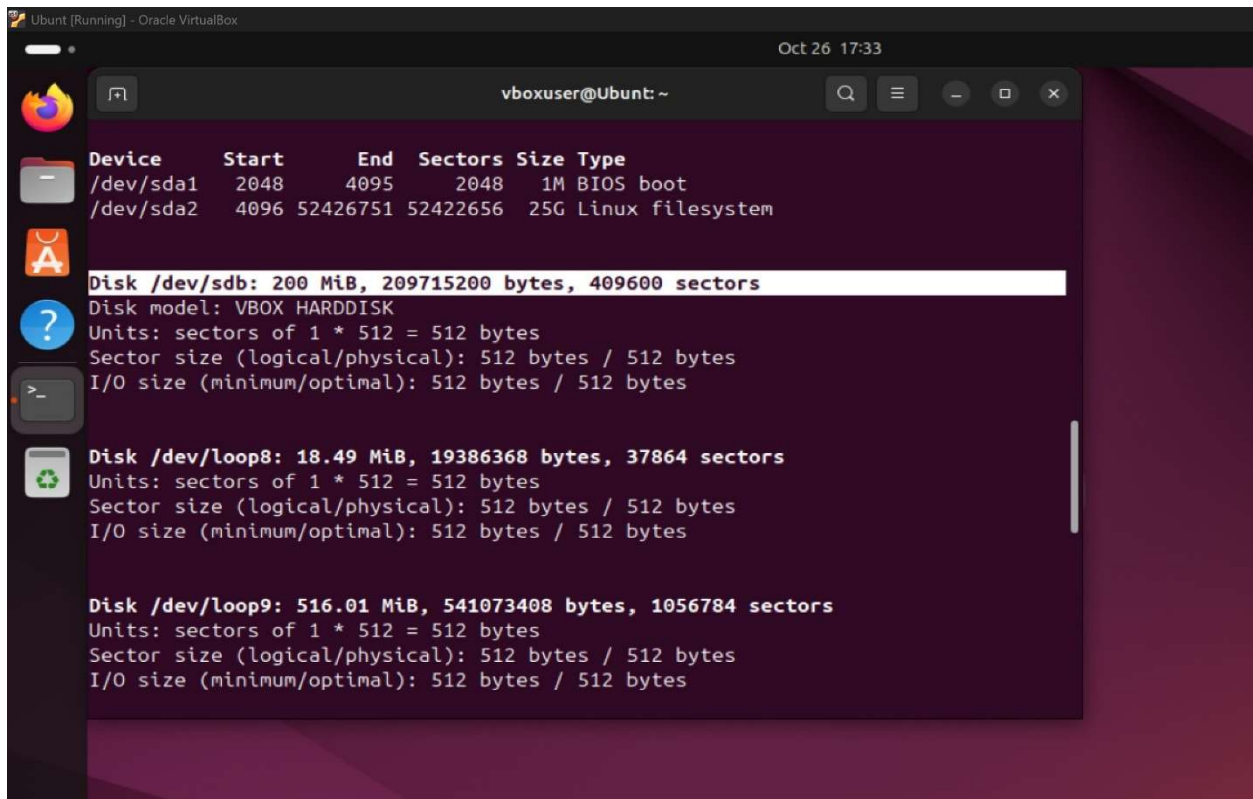 Ubunt [Running] - Oracle VirtualBox
Oct 26 17:33
vboxuser@Ubunt: ~
Device Start End Sectors Size Type
/dev/sda1 2048 4095 2048 1M BIOS boot
/dev/sda2 4096 52426751 52422656 25G Linux filesystem
Disk /dev/sdb: 200 MiB, 209715200 bytes, 409600 sectors
Disk model: VBOX HARDDISK
Units: sectors of 1 * 512 = 512 bytes
Sector size (logical/physical): 512 bytes / 512 bytes
I/O size (minimum/optimal): 512 bytes / 512 bytes
Disk /dev/loop8: 18.49 MiB, 19386368 bytes, 37864 sectors
Units: sectors of 1 * 512 = 512 bytes
Sector size (logical/physical): 512 bytes / 512 bytes
I/O size (minimum/optimal): 512 bytes / 512 bytes
Disk /dev/loop9: 516.01 MiB, 541073408 bytes, 1056784 sectors
Units: sectors of 1 * 512 = 512 bytes
Sector size (logical/physical): 512 bytes / 512 bytes
I/O size (minimum/optimal): 512 bytes / 512 bytes